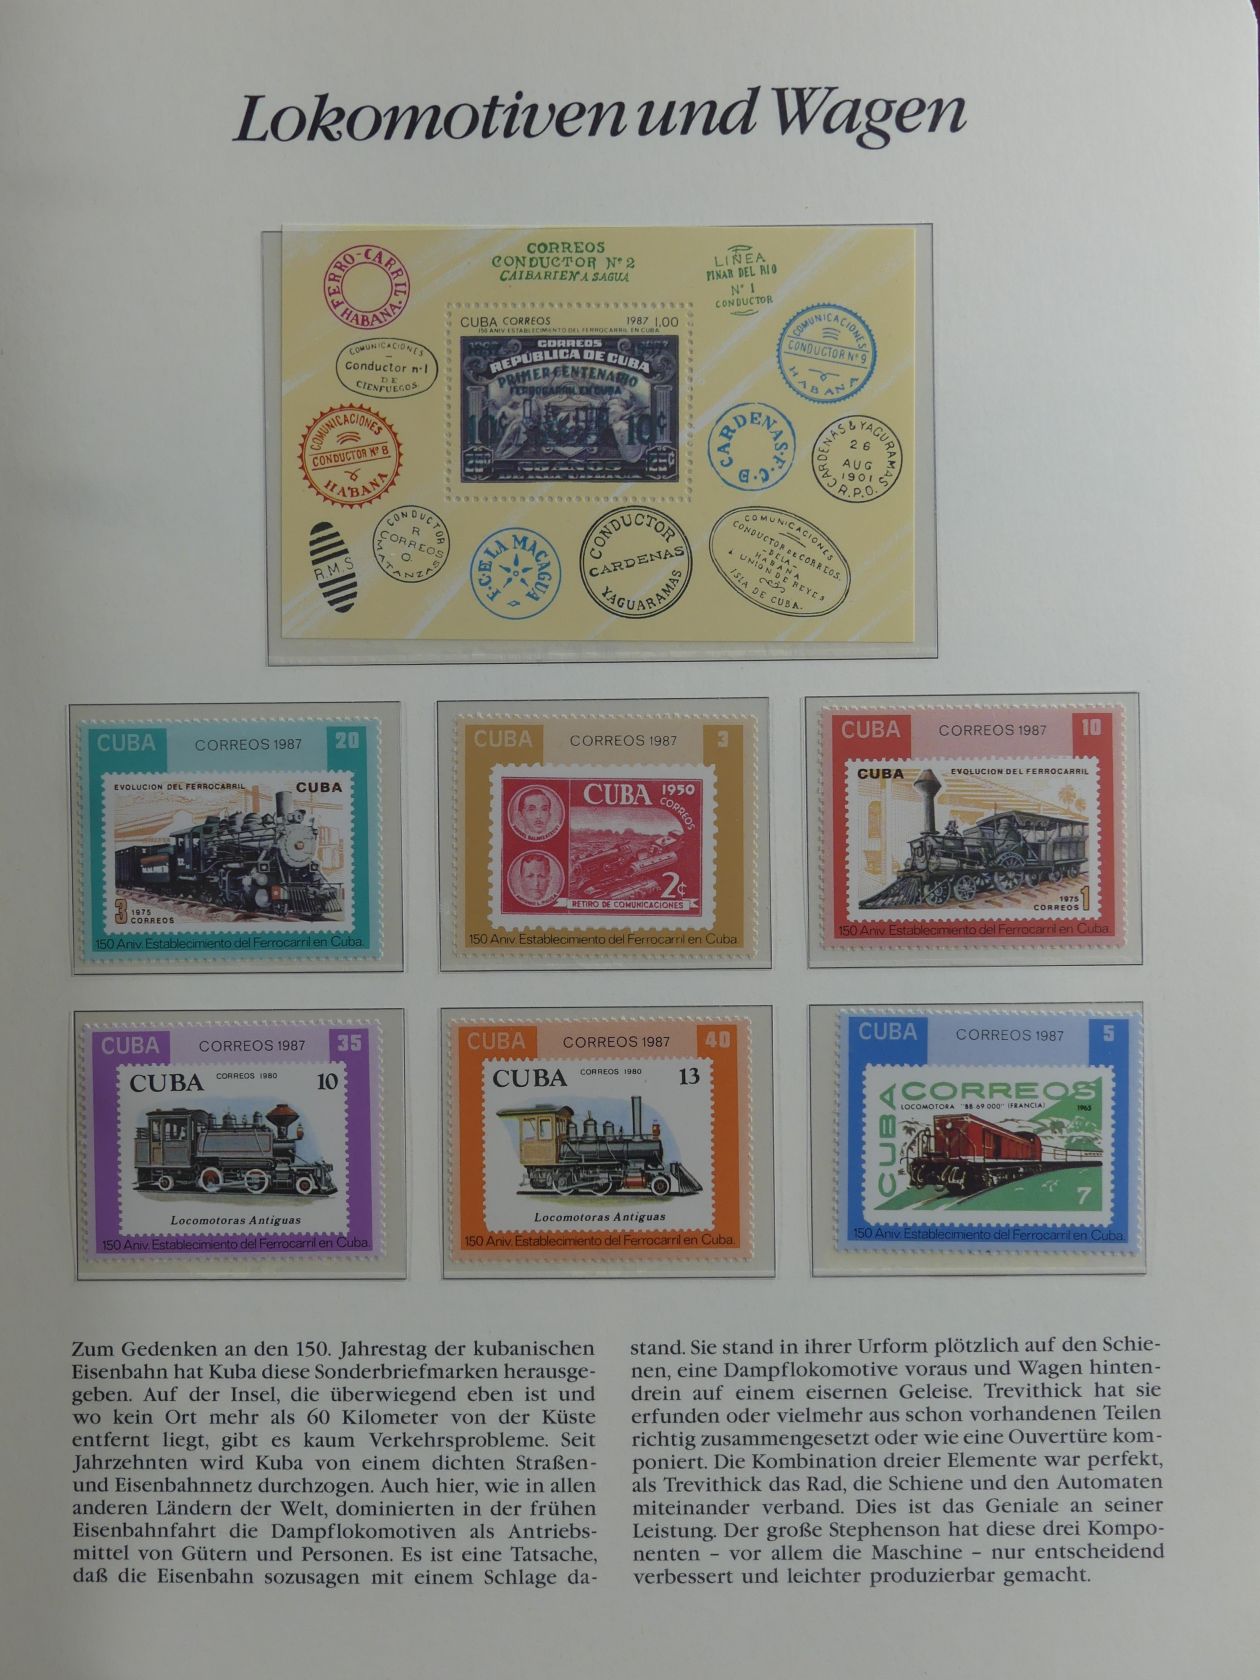 Lokomotiven und Wagen
FERRO-CARRIL HABANA
CORREOS
CONDUCTOR Nº2
CAIBARIEN A SAGUA
LINEA
PINAR DEL RIO
Nº 1
CONDUCTOR
COMUNICACIONES
Conductor nº1
DE
CIENFUEGOS
CUBA CORREOS 1987 1.00
150 ANIV. ESTABLECIMIENTO DEL FERROCARRIL EN CUBA
CORREOS
REPUBLICA DE CUBA
PRIMER CENTENARIO
FERROCARRIL EN CUBA
10¢ 10¢
COMUNICACIONES
CONDUCTOR Nº9
HABANA
COMUNICACIONES
CONDUCTOR Nº8
HABANA
CARDENAS. F.C.D
CARDENAS & YAGUARAMAS
26
AUG
1901
R.P.O.
R.M.S
CONDUCTOR
R
CORREOS
O.
MATANZAS
F.C.E LA MACAGUA
CONDUCTOR
CARDENAS
YAGUARAMAS
COMUNICACIONES
CONDUCTOR DE CORREOS.
-DE LA-
HABANA
A UNION DE REYES
ISLA DE CUBA.
CUBA CORREOS 1987 20
EVOLUCION DEL FERROCARRIL CUBA
3 1975
CORREOS
150 Aniv. Establecimiento del Ferrocarril en Cuba.
CUBA CORREOS 1987 3
CUBA 1950
CORREOS
2¢
RETIRO DE COMUNICACIONES
150 Aniv. Establecimiento del Ferrocarril en Cuba.
CUBA CORREOS 1987 10
CUBA EVOLUCION DEL FERROCARRIL
1975
CORREOS 1
150 Aniv. Establecimiento del Ferrocarril en Cuba.
CUBA CORREOS 1987 35
CUBA CORREOS 1980 10
Locomotoras Antiguas
150 Aniv. Establecimiento del Ferrocarril en Cuba.
CUBA CORREOS 1987 40
CUBA CORREOS 1980 13
Locomotoras Antiguas
150 Aniv. Establecimiento del Ferrocarril en Cuba.
CUBA CORREOS 1987 5
CUBA CORREOS
LOCOMOTORA "BB 69.000" (FRANCIA) 1965
7
150 Aniv. Establecimiento del Ferrocarril en Cuba.
Zum Gedenken an den 150. Jahrestag der kubanischen
Eisenbahn hat Kuba diese Sonderbriefmarken herausge-
geben. Auf der Insel, die überwiegend eben ist und
wo kein Ort mehr als 60 Kilometer von der Küste
entfernt liegt, gibt es kaum Verkehrsprobleme. Seit
Jahrzehnten wird Kuba von einem dichten Straßen-
und Eisenbahnnetz durchzogen. Auch hier, wie in allen
anderen Ländern der Welt, dominierten in der frühen
Eisenbahnfahrt die Dampflokomotiven als Antriebs-
mittel von Gütern und Personen. Es ist eine Tatsache,
daß die Eisenbahn sozusagen mit einem Schlage da-
stand. Sie stand in ihrer Urform plötzlich auf den Schie-
nen, eine Dampflokomotive voraus und Wagen hinten-
drein auf einem eisernen Geleise. Trevithick hat sie
erfunden oder vielmehr aus schon vorhandenen Teilen
richtig zusammengesetzt oder wie eine Ouvertüre kom-
poniert. Die Kombination dreier Elemente war perfekt,
als Trevithick das Rad, die Schiene und den Automaten
miteinander verband. Dies ist das Geniale an seiner
Leistung. Der große Stephenson hat diese drei Kompo-
nenten – vor allem die Maschine – nur entscheidend
verbessert und leichter produzierbar gemacht.